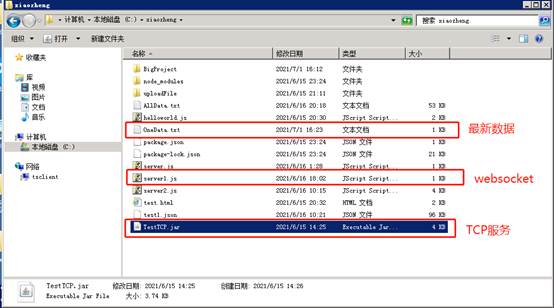 xiaozheng
计算机 ▸ 本地磁盘 (C:) ▸ xiaozheng
搜索 xiaozheng
组织 打开 新建文件夹
收藏夹
库
视频
图片
文档
音乐
计算机
本地磁盘 (C:)
网络
tsclient
名称 修改日期 类型 大小
BigProject 2021/7/1 16:12 文件夹
node_modules 2021/6/15 23:24 文件夹
uploadFile 2021/6/15 21:11 文件夹
AllData.txt 2021/6/16 20:18 文本文档 53 KB
helloworld.js 2021/6/15 20:30 JScript Script... 1 KB
OneData.txt 2021/7/1 16:23 文本文档 1 KB
最新数据
package.json 2021/6/15 23:24 JSON 文件 1 KB
package-lock.json 2021/6/15 23:24 JSON 文件 21 KB
server.js 2021/6/16 1:28 JScript Script... 1 KB
server1.js 2021/6/16 18:02 JScript Script... 1 KB
websocket
server2.js 2021/6/16 10:15 JScript Script... 4 KB
test.html 2021/6/15 20:32 HTML 文档 2 KB
test1.json 2021/6/16 10:21 JSON 文件 96 KB
TestTCP.jar 2021/6/15 14:25 Executable Jar... 4 KB
TCP服务
TestTCP.jar 修改日期: 2021/6/15 14:25 创建日期: 2021/6/15 14:26
Executable Jar File 大小: 3.74 KB